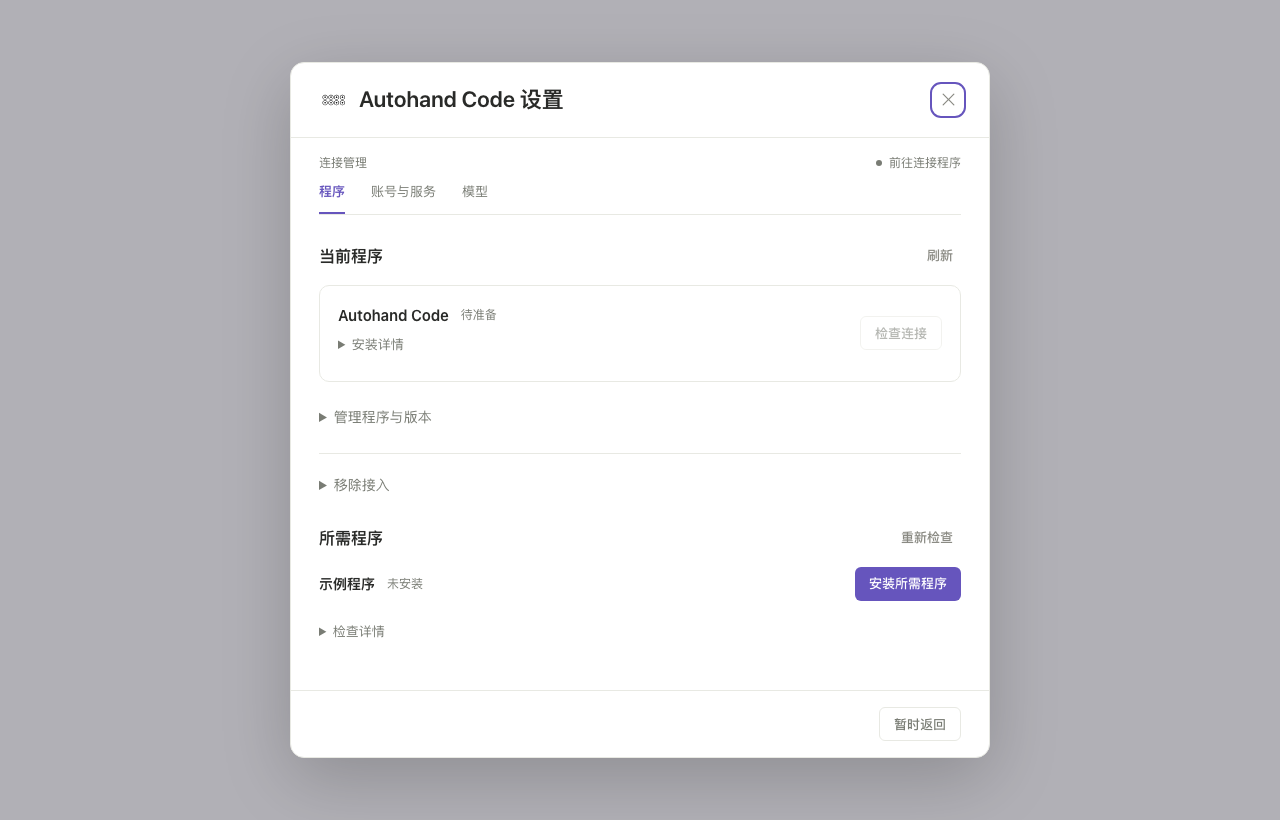 Autohand Code 设置
连接管理
前往连接程序
程序 账号与服务 模型
当前程序
刷新
Autohand Code 待准备
安装详情
检查连接
管理程序与版本
移除接入
所需程序
重新检查
示例程序 未安装
安装所需程序
检查详情
暂时返回